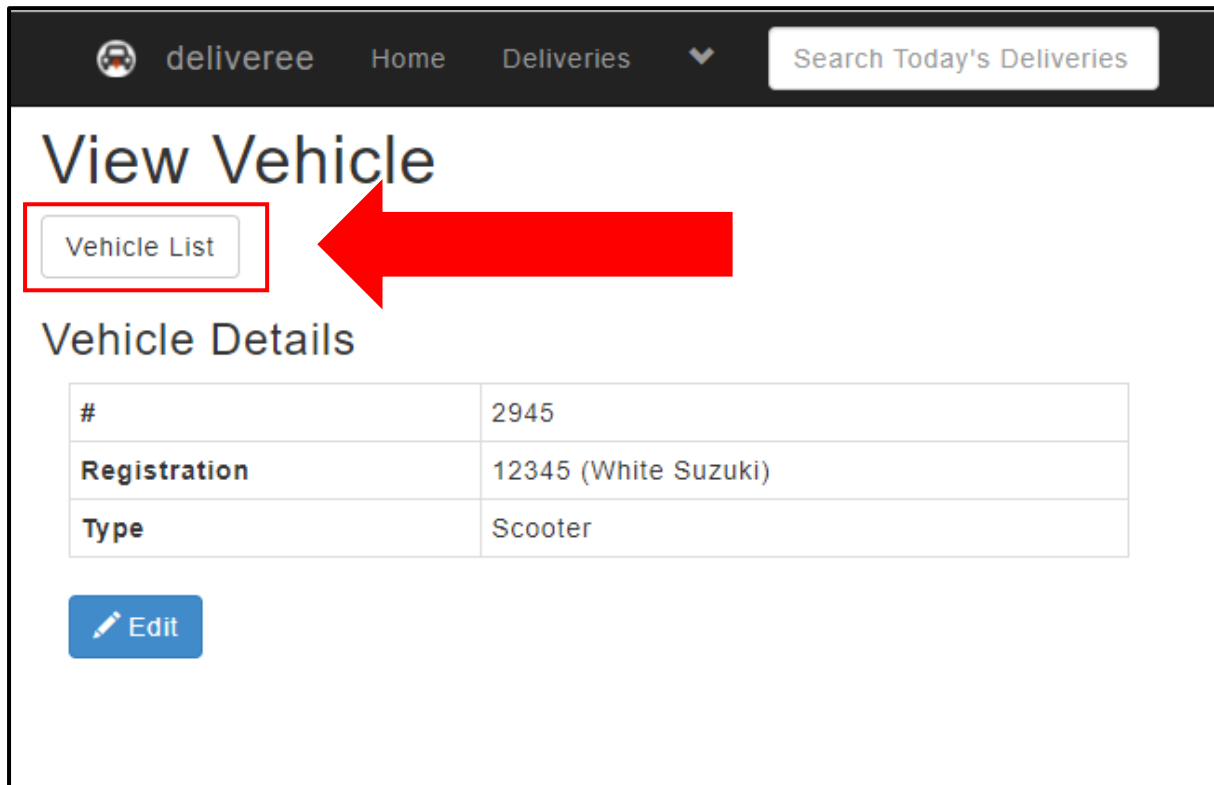 deliveree Home Deliveries Search Today's Deliveries
View Vehicle
Vehicle List
Vehicle Details
# 2945
Registration 12345 (White Suzuki)
Type Scooter
Edit